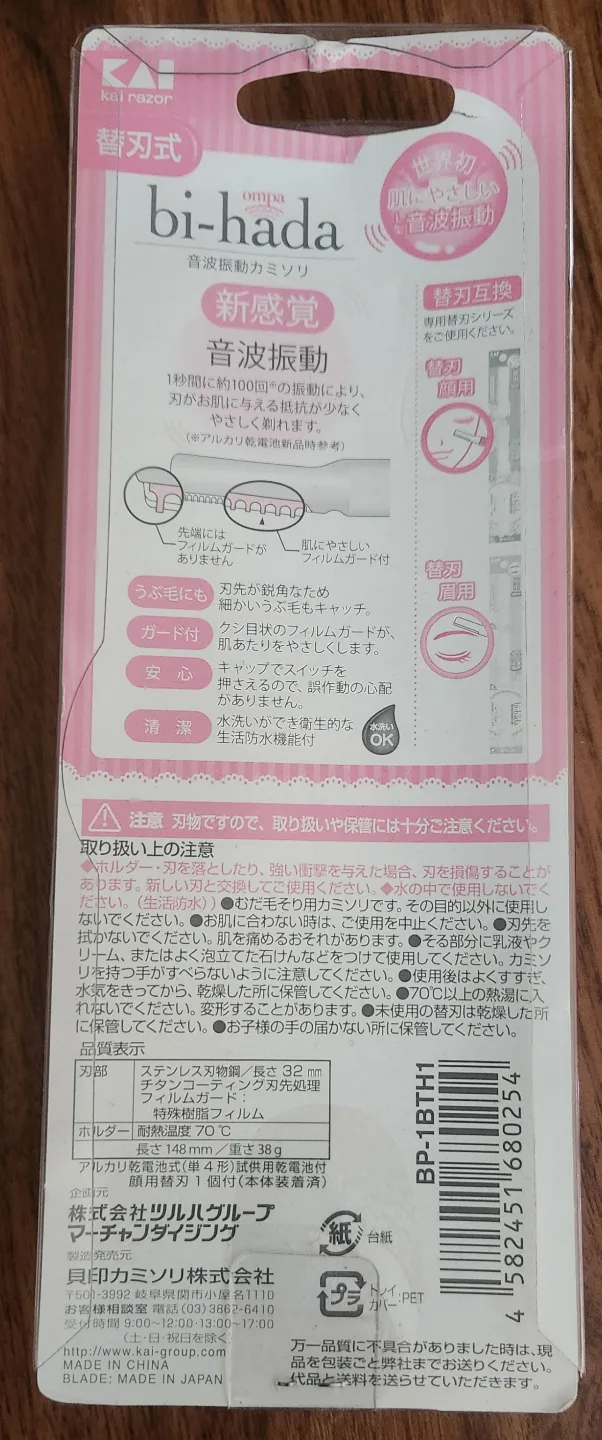 KAI
kai razor
替刃式
ompa
bi-hada
音波振動カミソリ
世界初
肌にやさしい
L型音波振動
新感覚
音波振動
1秒間に約100回※の振動により、
刃がお肌に与える抵抗が少なく
やさしく剃れます。
(※アルカリ乾電池新品時参考)
先端には
フィルムガードが
ありません
肌にやさしい
フィルムガード付
うぶ毛にも
刃先が鋭角なため
細かいうぶ毛もキャッチ。
ガード付
クシ目状のフィルムガードが、
肌あたりをやさしくします。
安心
キャップでスイッチを
押さえるので、誤作動の心配
がありません。
清潔
水洗いができ衛生的な
生活防水機能付
水洗い
OK
替刃互換
専用替刃シリーズ
をご使用ください。
替刃
顔用
替刃
眉用
注意 刃物ですので、取り扱いや保管には十分ご注意ください。
取り扱い上の注意
◆ホルダー・刃を落としたり、強い衝撃を与えた場合、刃を損傷することが
あります。新しい刃と交換してご使用ください。◆水の中で使用しないでく
ださい。(生活防水)●むだ毛そり用カミソリです。その目的以外に使用し
ないでください。●お肌に合わない時は、ご使用を中止ください。●刃先を
拭かないでください。肌を痛めるおそれがあります。●そる部分に乳液やク
リーム、またはよく泡立てた石けんなどをつけて使用してください。カミソ
リを持つ手がすべらないように注意してください。●使用後はよくすすぎ、
水気をきってから、乾燥した所に保管してください。●70℃以上の熱湯に入
れないでください。変形することがあります。●未使用の替刃は乾燥した所
に保管してください。●お子様の手の届かない所に保管してください。
品質表示
刃部 ステンレス刃物鋼/長さ 32 mm
チタンコーティング刃先処理
フィルムガード:
特殊樹脂フィルム
ホルダー 耐熱温度 70℃
長さ 148 mm /重さ 38 g
アルカリ乾電池式(単4形)試供用乾電池付
顔用替刃1個付(本体装着済)
企画元
株式会社ツルハグループ
マーチャンダイジング
製造発売元
貝印カミソリ株式会社
〒501-3992 岐阜県関市小屋名1110
お客様相談室 電話(03)3862-6410
受付時間 9:00~12:00・13:00~17:00
(土・日・祝日を除く)
http://www.kai-group.com
MADE IN CHINA
BLADE: MADE IN JAPAN
紙
台紙
プラ
トレイ
カバー:PET
BP-1BTH1
4 582451 680254
万一品質に不具合がありました時は、現
品を包装ごと弊社までお送りください。
代品と送料を送らせていただきます。